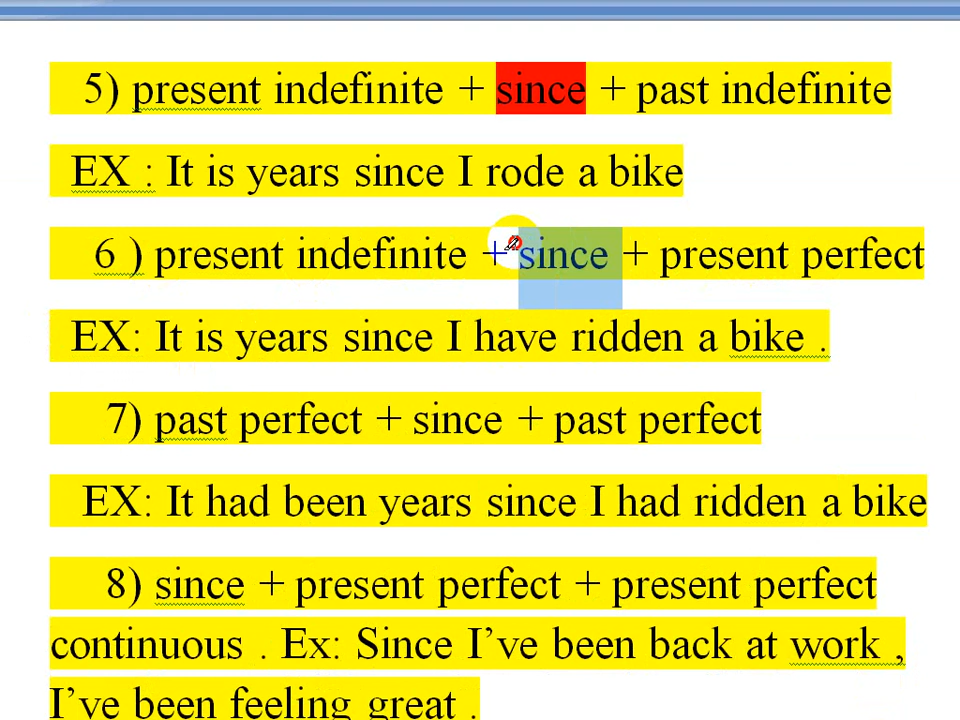 5) present indefinite + since + past indefinite
EX : It is years since I rode a bike
6 ) present indefinite + since + present perfect
EX: It is years since I have ridden a bike .
7) past perfect + since + past perfect
EX: It had been years since I had ridden a bike
8) since + present perfect + present perfect
continuous . Ex: Since I’ve been back at work ,
I’ve been feeling great .